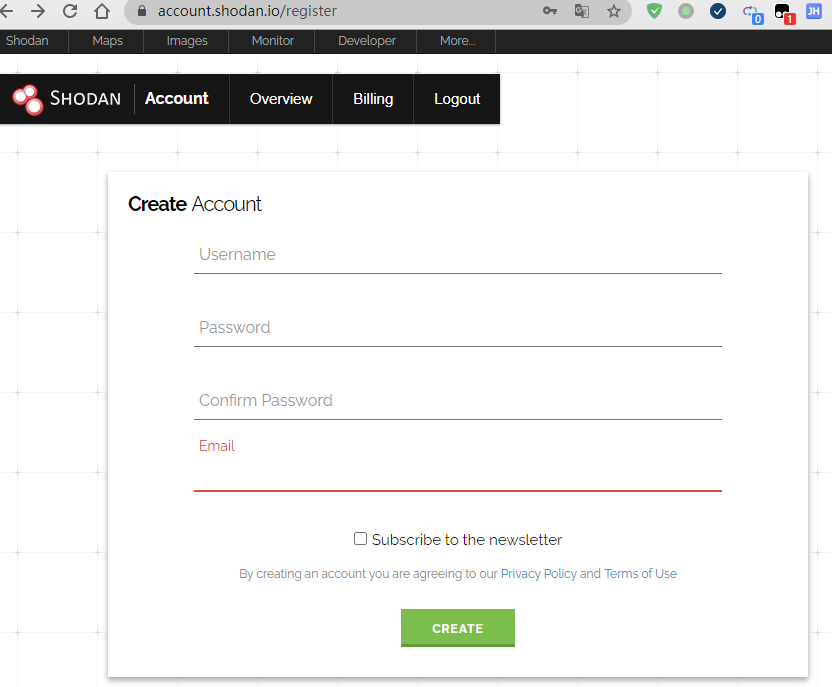 account.shodan.io/register
0 1 JH
Shodan Maps Images Monitor Developer More...
SHODAN Account Overview Billing Logout
Create Account
Username
Password
Confirm Password
Email
Subscribe to the newsletter
By creating an account you are agreeing to our Privacy Policy and Terms of Use
CREATE